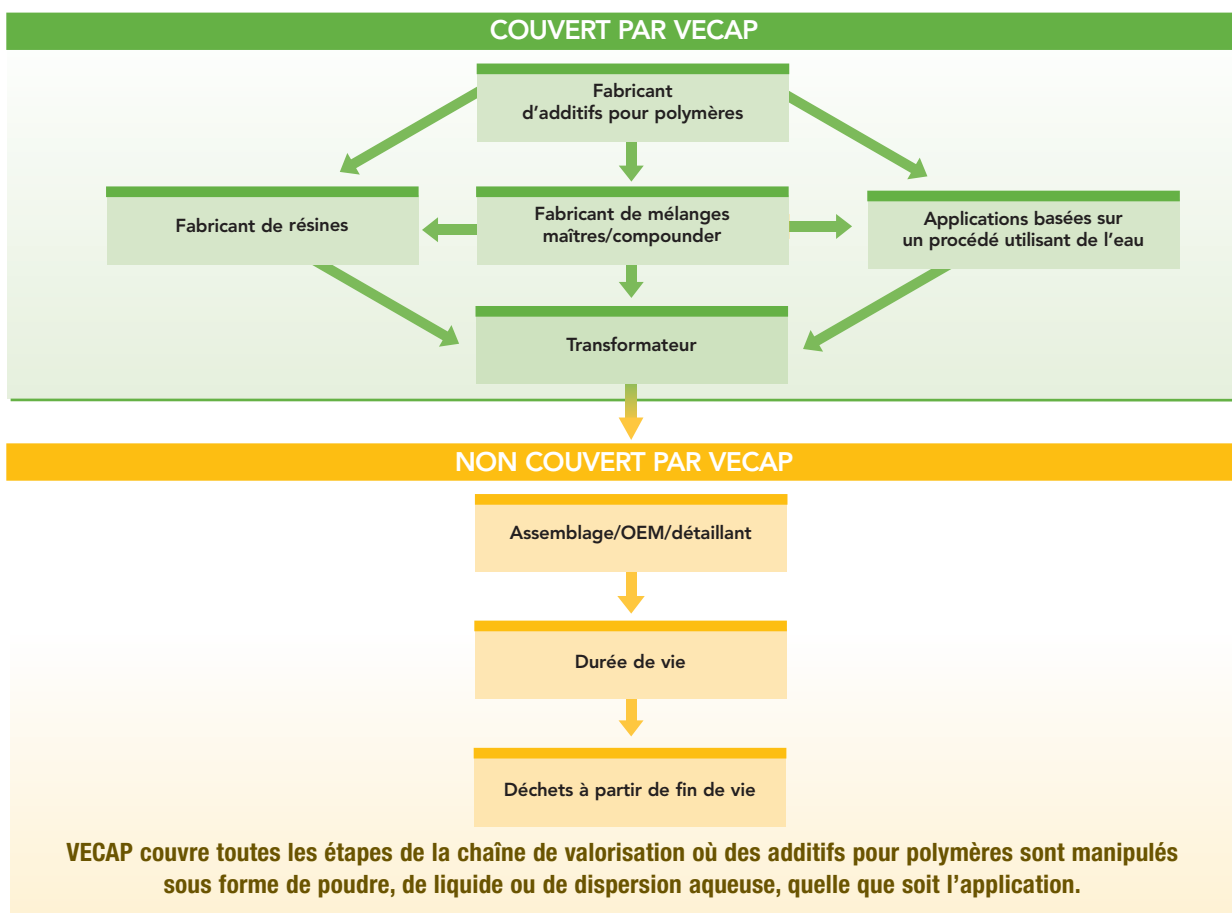 COUVERT PAR VECAP
Fabricant
d’additifs pour polymères
Fabricant de résines
Fabricant de mélanges
maîtres/compounder
Applications basées sur
un procédé utilisant de l’eau
Transformateur
NON COUVERT PAR VECAP
Assemblage/OEM/détaillant
Durée de vie
Déchets à partir de fin de vie
VECAP couvre toutes les étapes de la chaîne de valorisation où des additifs pour polymères sont manipulés
sous forme de poudre, de liquide ou de dispersion aqueuse, quelle que soit l’application.